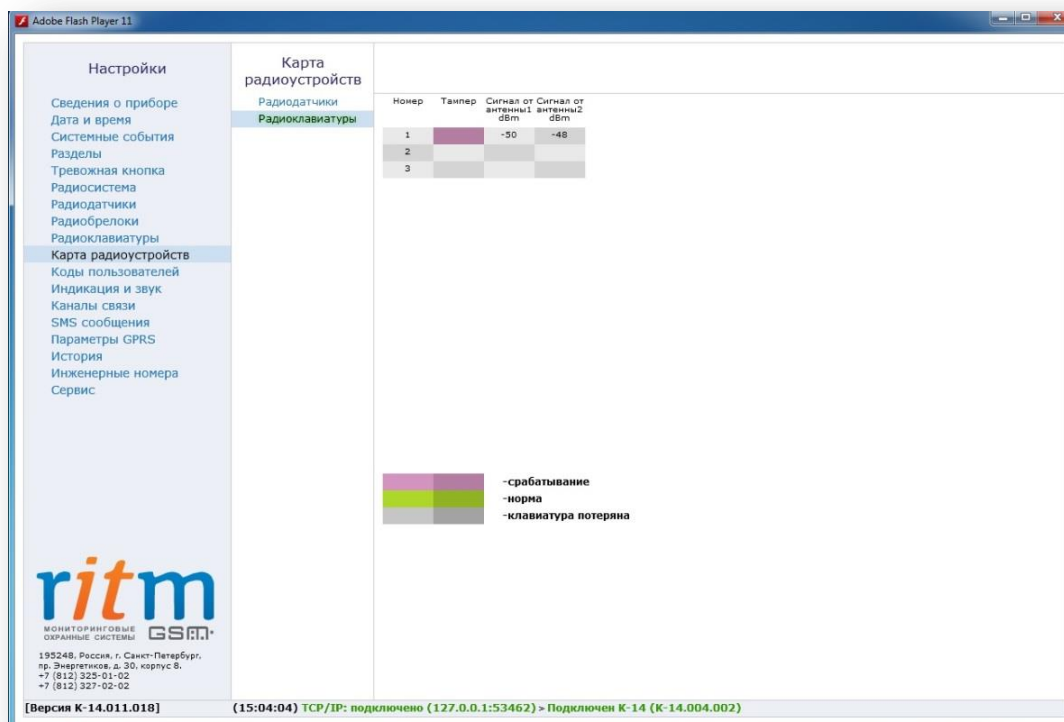 Adobe Flash Player 11
Настройки
Сведения о приборе
Дата и время
Системные события
Разделы
Тревожная кнопка
Радиосистема
Радиодатчики
Радиобрелоки
Радиоклавиатуры
Карта радиоустройств
Коды пользователей
Индикация и звук
Каналы связи
SMS сообщения
Параметры GPRS
История
Инженерные номера
Сервис
Карта
радиоустройств
Радиодатчики
Радиоклавиатуры
Номер Тампер Сигнал от Сигнал от
антенны1 антенны2
dBm dBm
1 -50 -48
2
3
-срабатывание
-норма
-клавиатура потеряна
ritm
МОНИТОРИНГОВЫЕ
ОХРАННЫЕ СИСТЕМЫ GSM
195248, Россия, г. Санкт-Петербург,
пр. Энергетиков, д. 30, корпус 8.
+7 (812) 325-01-02
+7 (812) 327-02-02
[Версия К-14.011.018] (15:04:04) TCP/IP: подключено (127.0.0.1:53462) > Подключен К-14 (К-14.004.002)